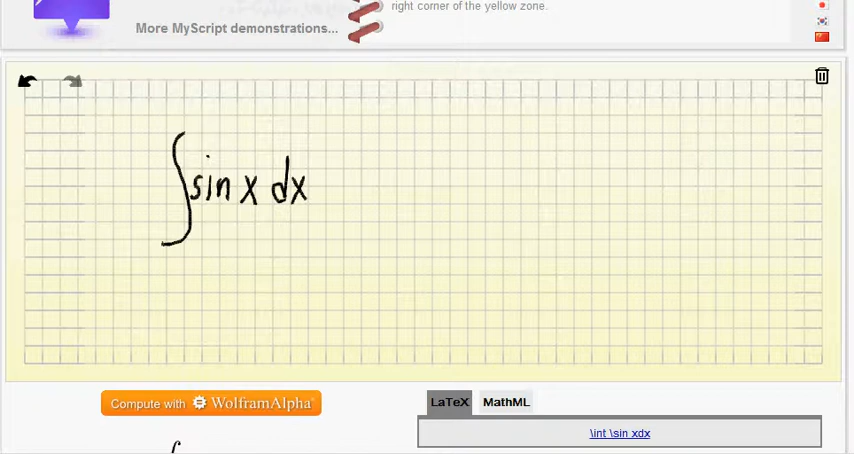 right corner of the yellow zone.
More MyScript demonstrations...
∫sin x dx
Compute with WolframAlpha
LaTeX MathML
\int \sin xdx